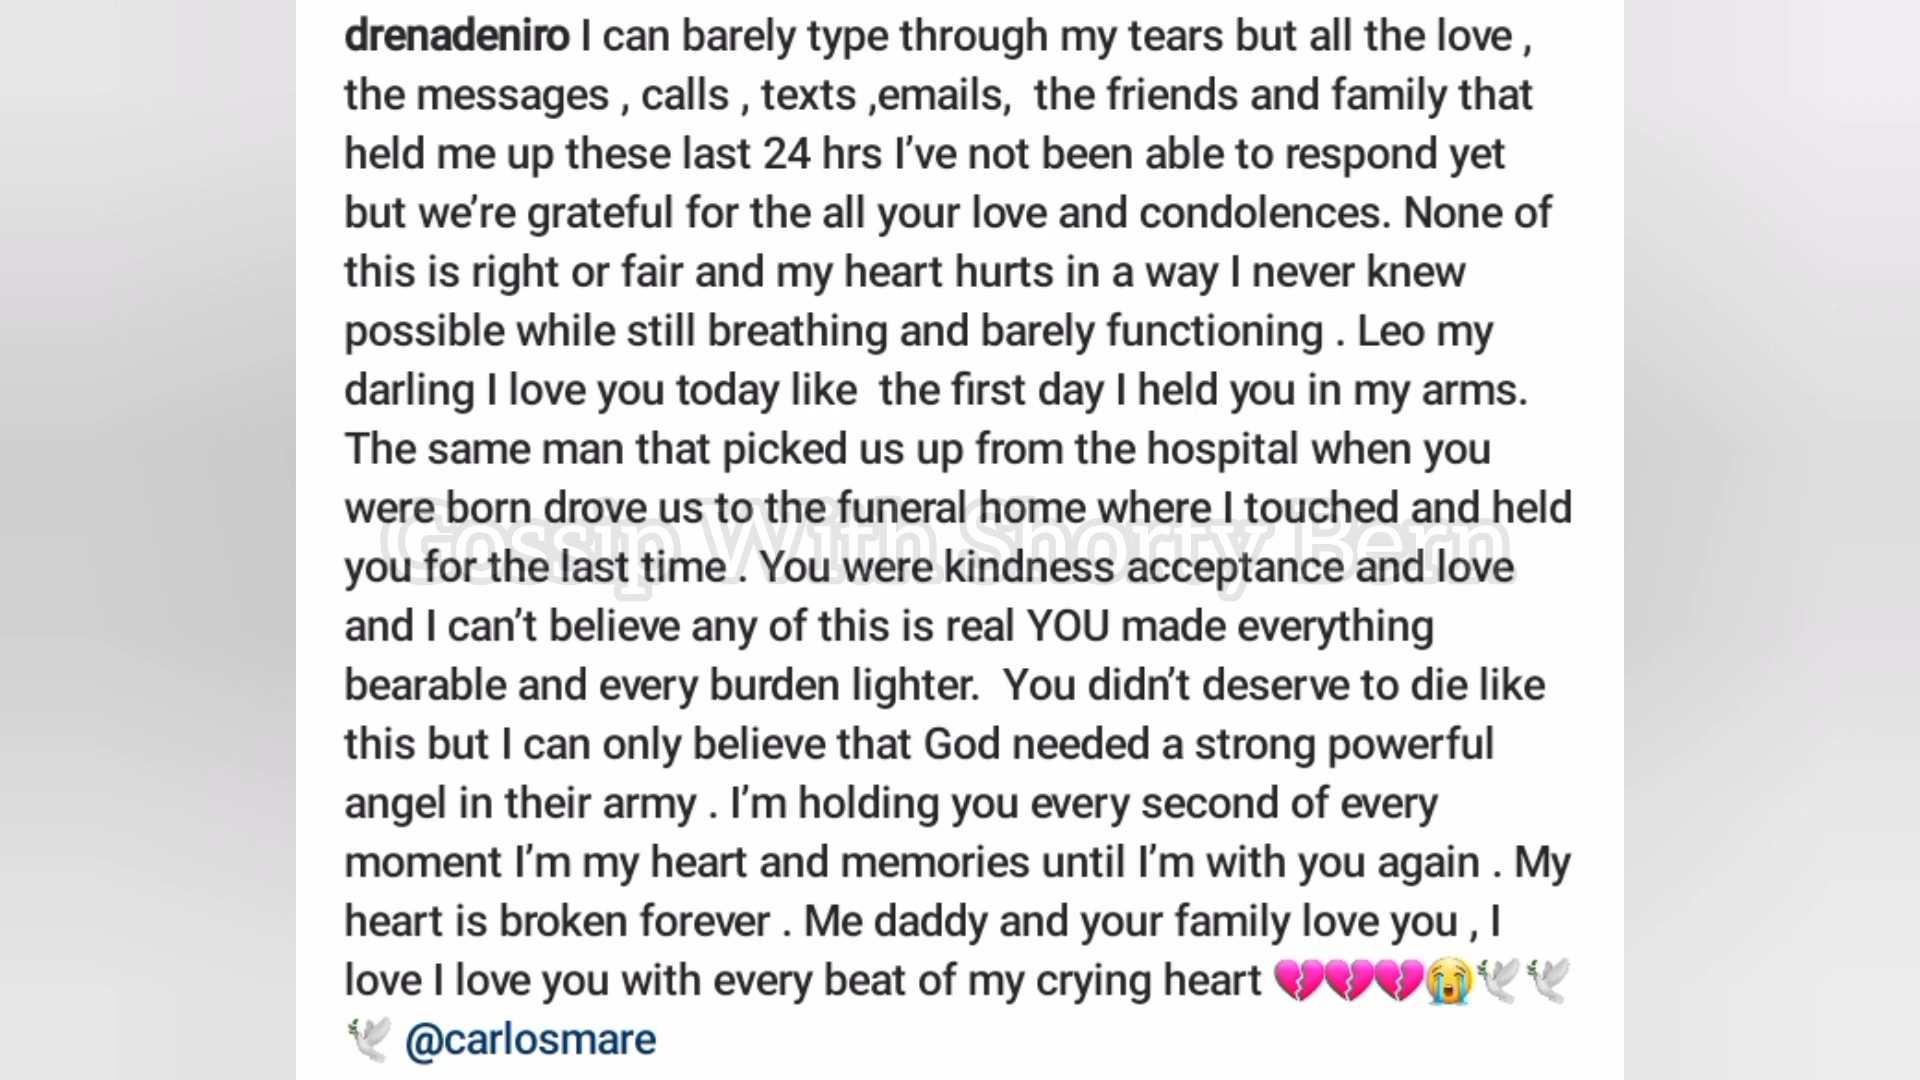 drenadeniro I can barely type through my tears but all the love ,
the messages , calls , texts ,emails,  the friends and family that
held me up these last 24 hrs I’ve not been able to respond yet
but we’re grateful for the all your love and condolences. None of
this is right or fair and my heart hurts in a way I never knew
possible while still breathing and barely functioning . Leo my
darling I love you today like  the first day I held you in my arms.
The same man that picked us up from the hospital when you
were born drove us to the funeral home where I touched and held
Gossip With Shorty Bern
you for the last time . You were kindness acceptance and love
and I can’t believe any of this is real YOU made everything
bearable and every burden lighter.  You didn’t deserve to die like
this but I can only believe that God needed a strong powerful
angel in their army . I’m holding you every second of every
moment I’m my heart and memories until I’m with you again . My
heart is broken forever . Me daddy and your family love you , I
love I love you with every beat of my crying heart 💔💔💔😭🕊🕊
🕊 @carlosmare